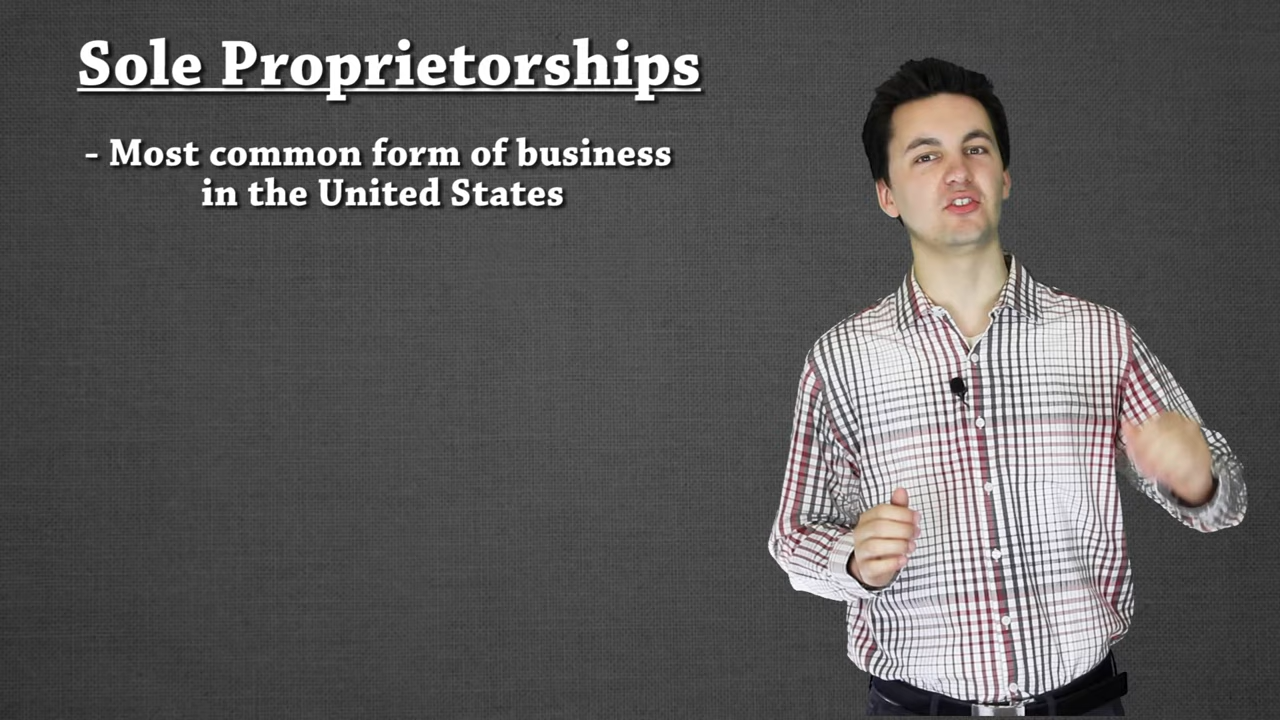 Sole Proprietorships
- Most common form of business
in the United States